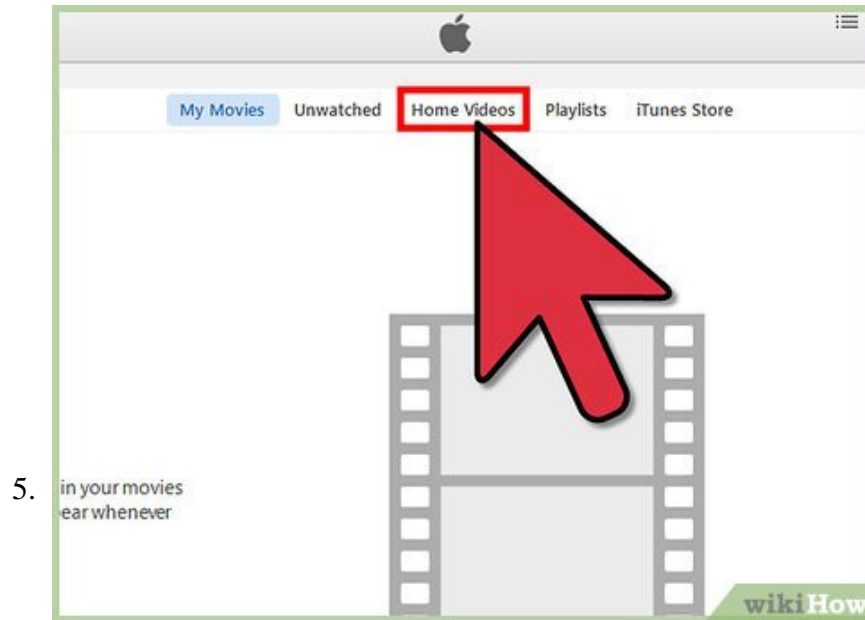 My Movies Unwatched Home Videos Playlists iTunes Store
5.
in your movies
ear whenever
wikiHow